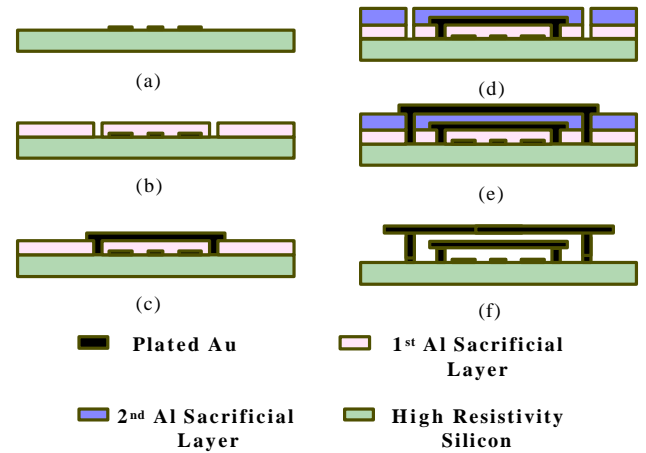 (a)
(b)
(c)
(d)
(e)
(f)
Plated Au
1st Al Sacrificial
Layer
2nd Al Sacrificial
Layer
High Resistivity
Silicon